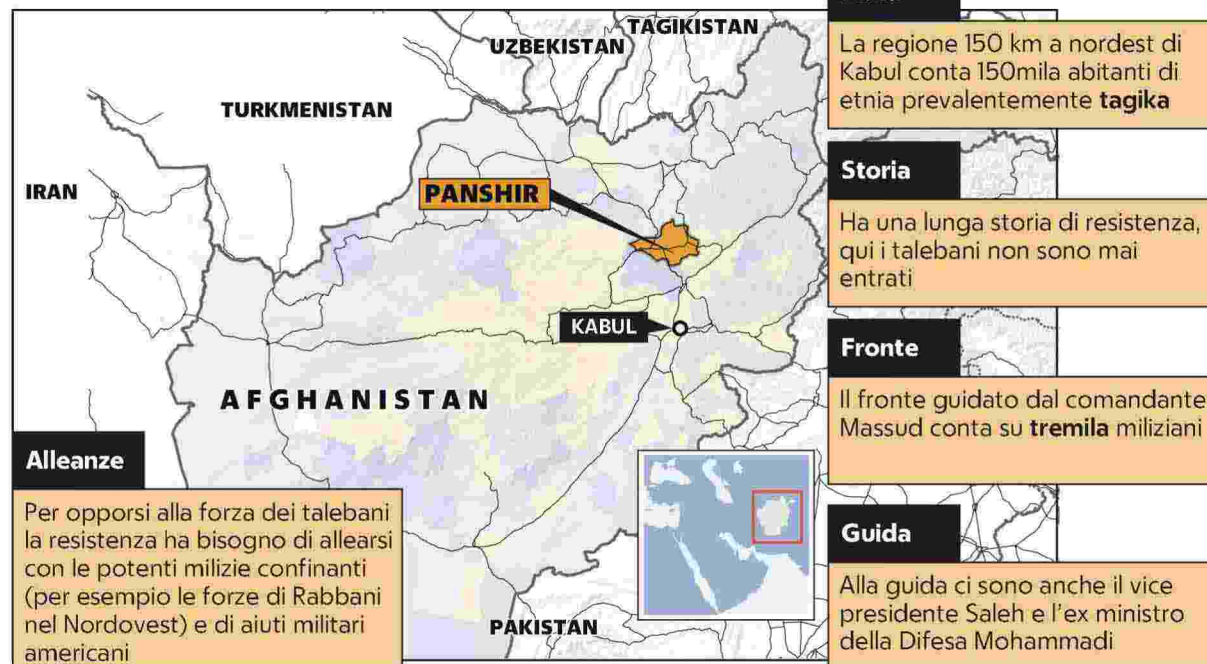 TAGIKISTAN
UZBEKISTAN
TURKMENISTAN
IRAN
PANSHIR
KABUL
AFGHANISTAN
PAKISTAN
Alleanze
Per opporsi alla forza dei talebani
la resistenza ha bisogno di allearsi
con le potenti milizie confinanti
(per esempio le forze di Rabbani
nel Nordovest) e di aiuti militari
americani
La regione 150 km a nordest di
Kabul conta 150mila abitanti di
etnia prevalentemente tagika
Storia
Ha una lunga storia di resistenza,
qui i talebani non sono mai
entrati
Fronte
Il fronte guidato dal comandante
Massud conta su tremila miliziani
Guida
Alla guida ci sono anche il vice
presidente Saleh e l'ex ministro
della Difesa Mohammadi